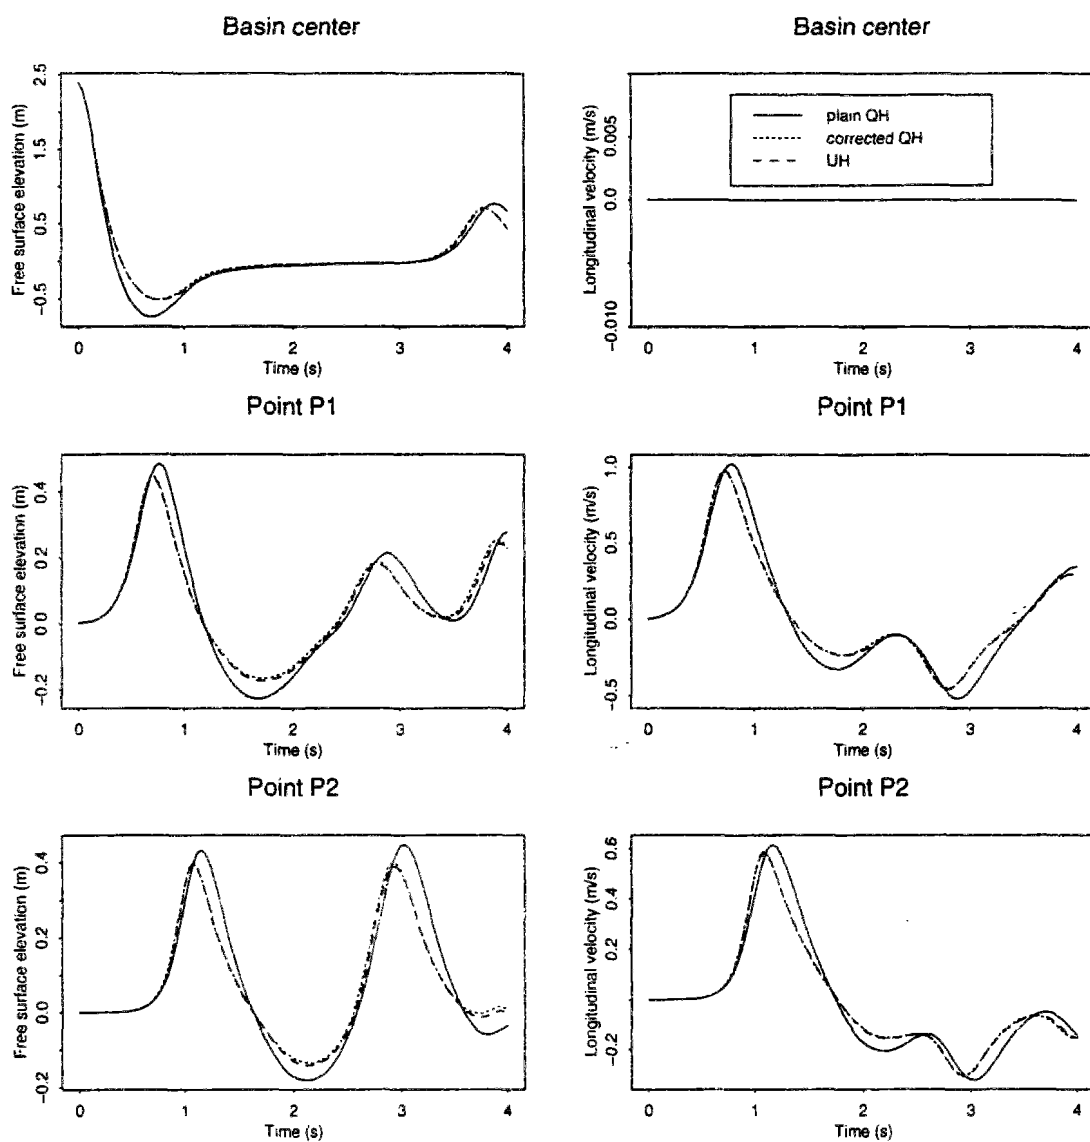 Basin center
Basin center
Free surface elevation (m)
2.5
1.5
0.5
-0.5
0
1
2
3
4
Time (s)
Longitudinal velocity (m/s)
0.005
0.0
-0.010
plain QH
corrected QH
UH
0
1
2
3
4
Time (s)
Point P1
Point P1
Free surface elevation (m)
0.4
0.2
0.0
-0.2
0
1
2
3
4
Time (s)
Longitudinal velocity (m/s)
1.0
0.5
0.0
-0.5
0
1
2
3
4
Time (s)
Point P2
Point P2
Free surface elevation (m)
0.4
0.2
0.0
-0.2
0
1
2
3
4
Time (s)
Longitudinal velocity (m/s)
0.6
0.2
-0.2
0
1
2
3
4
Time (s)